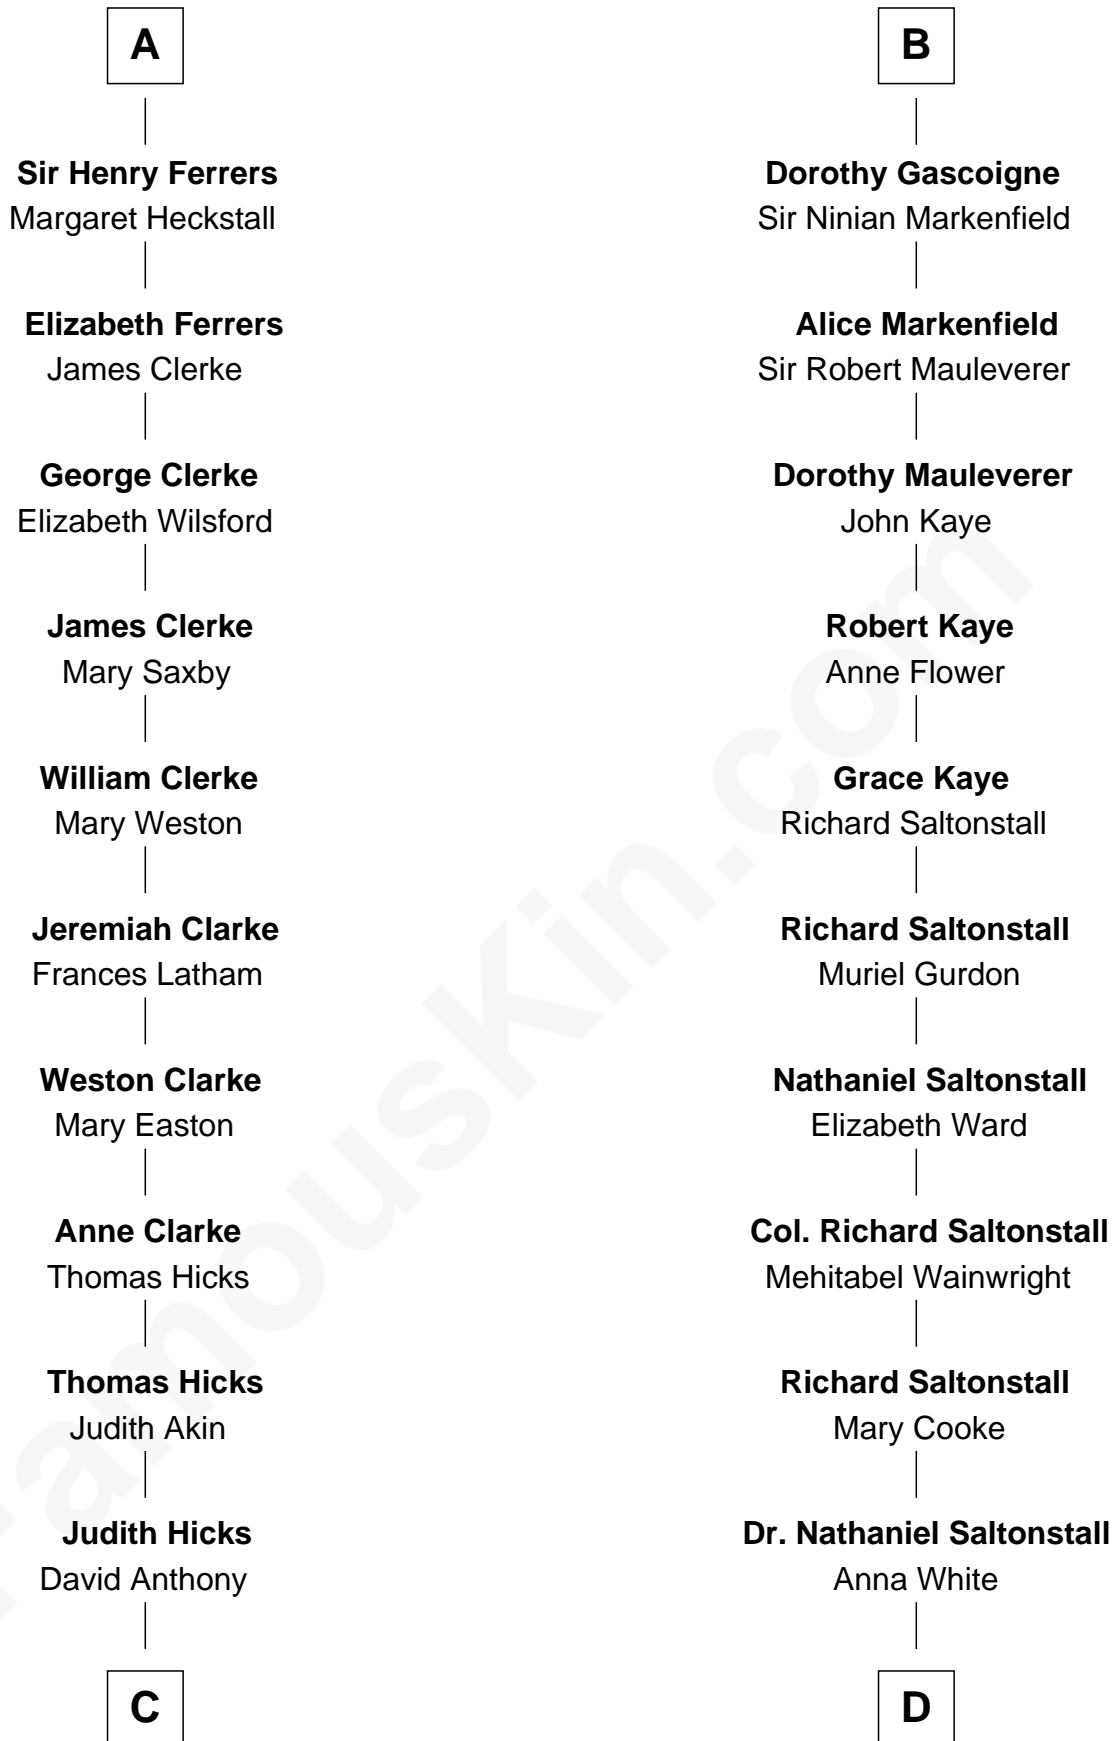 A
Sir Henry Ferrers
Margaret Heckstall
Elizabeth Ferrers
James Clerke
George Clerke
Elizabeth Wilsford
James Clerke
Mary Saxby
William Clerke
Mary Weston
Jeremiah Clarke
Frances Latham
Weston Clarke
Mary Easton
Anne Clarke
Thomas Hicks
Thomas Hicks
Judith Akin
Judith Hicks
David Anthony
C
B
Dorothy Gascoigne
Sir Ninian Markenfield
Alice Markenfield
Sir Robert Mauleverer
Dorothy Mauleverer
John Kaye
Robert Kaye
Anne Flower
Grace Kaye
Richard Saltonstall
Richard Saltonstall
Muriel Gurdon
Nathaniel Saltonstall
Elizabeth Ward
Col. Richard Saltonstall
Mehitabel Wainwright
Richard Saltonstall
Mary Cooke
Dr. Nathaniel Saltonstall
Anna White
D
FamousKin.com